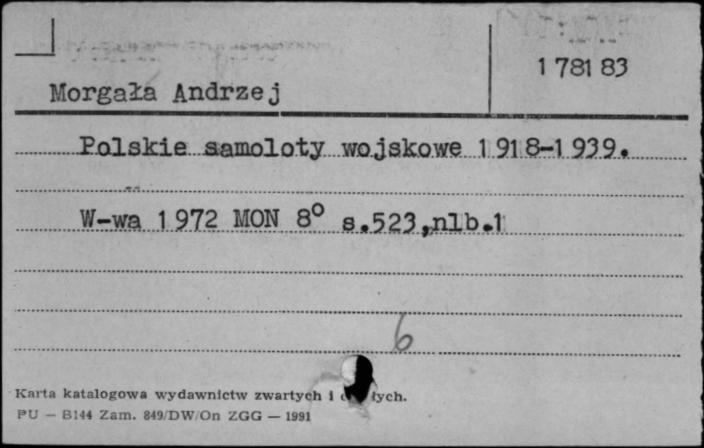 1 781 83
Morgała Andrzej
Polskie samoloty wojskowe 1918-1939.
W-wa 1972 MON 8° s.523,nlb.1
6
Karta katalogowa wydawnictw zwartych i
PU — B144 Zam. 849/DW/On ZGG — 1991